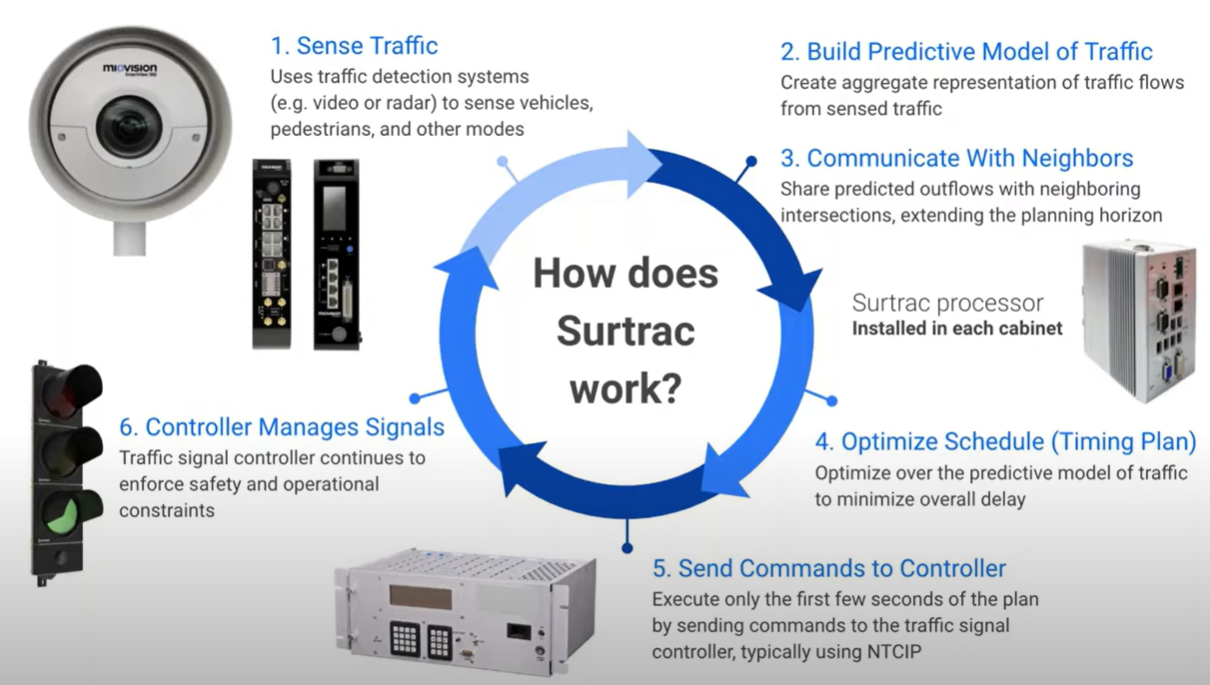 miovision
SmartView 360
1. Sense Traffic
Uses traffic detection systems
(e.g. video or radar) to sense vehicles,
pedestrians, and other modes
2. Build Predictive Model of Traffic
Create aggregate representation of traffic flows
from sensed traffic
3. Communicate With Neighbors
Share predicted outflows with neighboring
intersections, extending the planning horizon
How does
Surtrac
work?
Surtrac processor
Installed in each cabinet
4. Optimize Schedule (Timing Plan)
Optimize over the predictive model of traffic
to minimize overall delay
5. Send Commands to Controller
Execute only the first few seconds of the plan
by sending commands to the traffic signal
controller, typically using NTCIP
6. Controller Manages Signals
Traffic signal controller continues to
enforce safety and operational
constraints